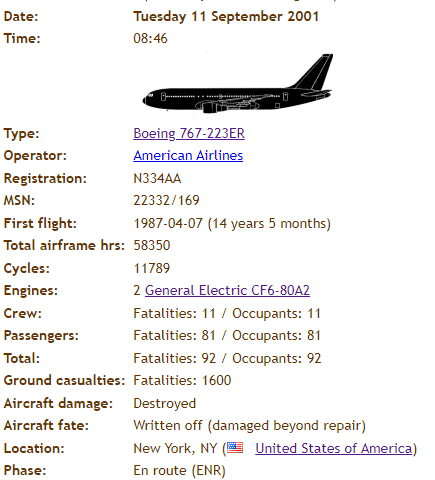 Date: Tuesday 11 September 2001
Time: 08:46
Type: Boeing 767-223ER
Operator: American Airlines
Registration: N334AA
MSN: 22332/169
First flight: 1987-04-07 (14 years 5 months)
Total airframe hrs: 58350
Cycles: 11789
Engines: 2 General Electric CF6-80A2
Crew: Fatalities: 11 / Occupants: 11
Passengers: Fatalities: 81 / Occupants: 81
Total: Fatalities: 92 / Occupants: 92
Ground casualties: Fatalities: 1600
Aircraft damage: Destroyed
Aircraft fate: Written off (damaged beyond repair)
Location: New York, NY ( United States of America)
Phase: En route (ENR)